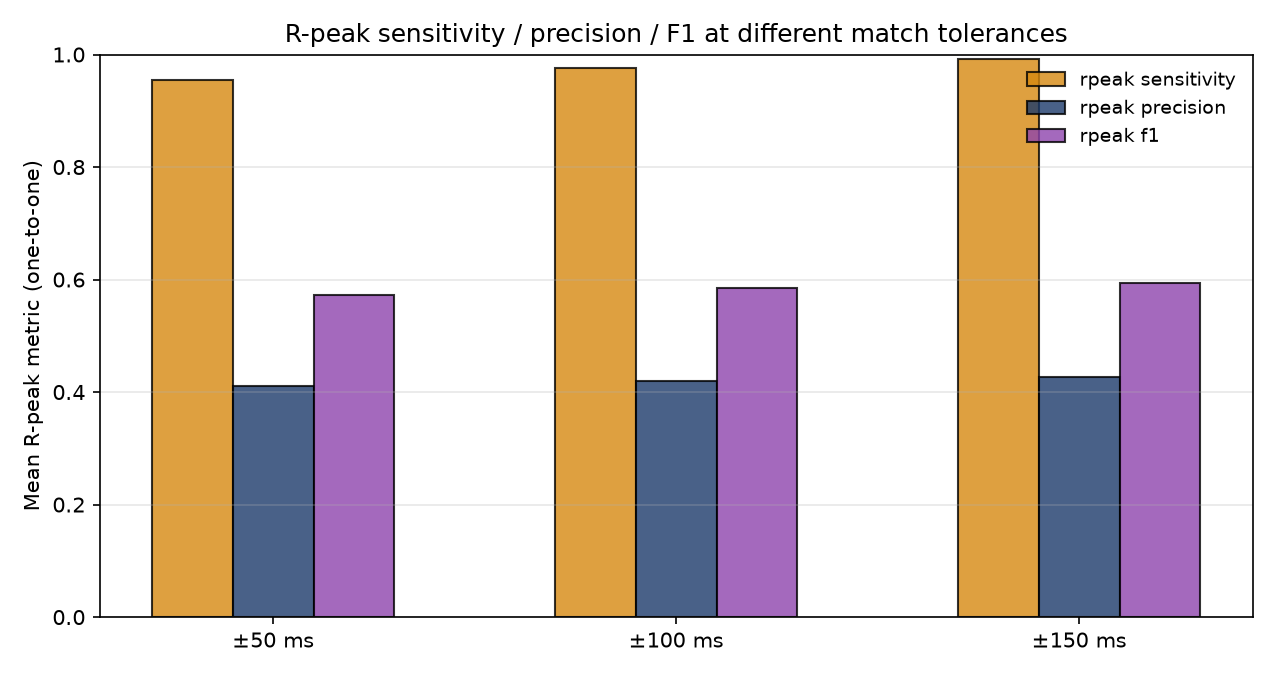 R-peak sensitivity / precision / F1 at different match tolerances
Mean R-peak metric (one-to-one)
1.0
0.8
0.6
0.4
0.2
0.0
rpeak sensitivity
rpeak precision
rpeak f1
±50 ms
±100 ms
±150 ms